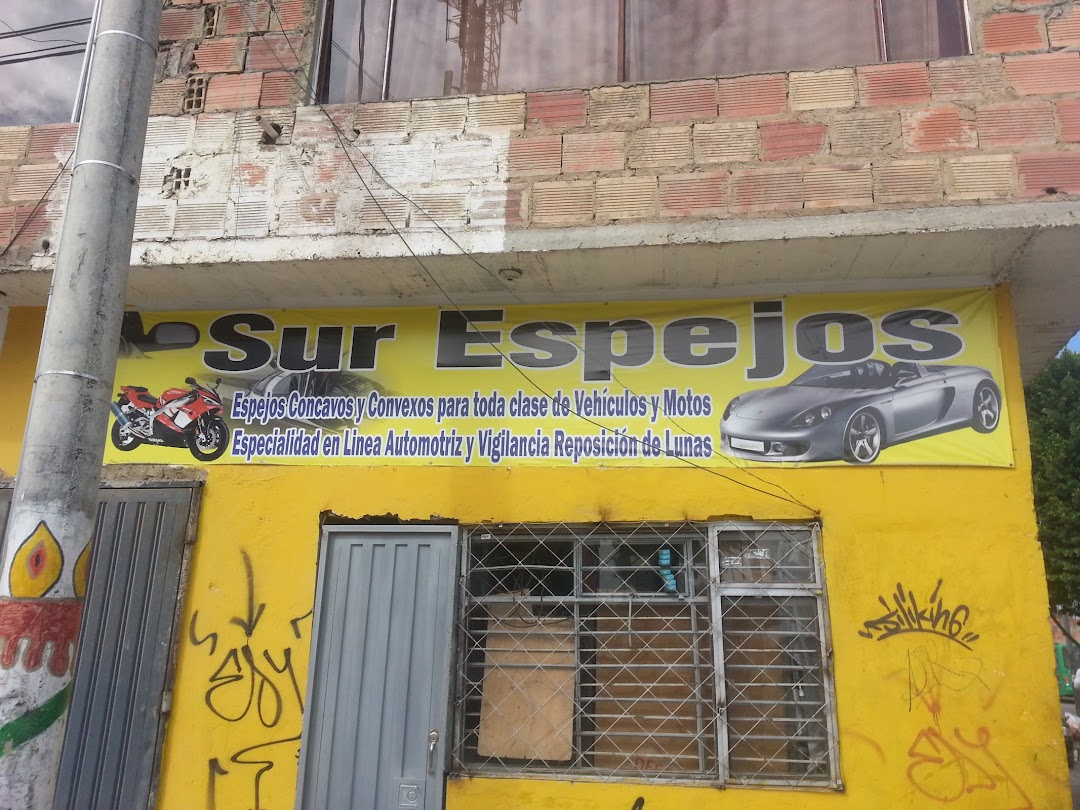 Sur Espejos
Espejos Concavos y Convexos para toda clase de Vehículos y Motos
Especialidad en Linea Automotriz y Vigilancia Reposición de Lunas